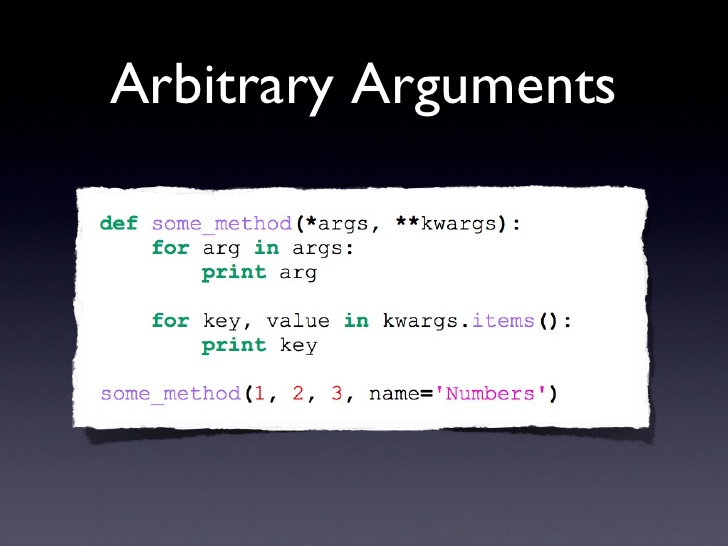 Arbitrary Arguments
def some_method(*args, **kwargs):
    for arg in args:
        print arg

    for key, value in kwargs.items():
        print key

some_method(1, 2, 3, name='Numbers')